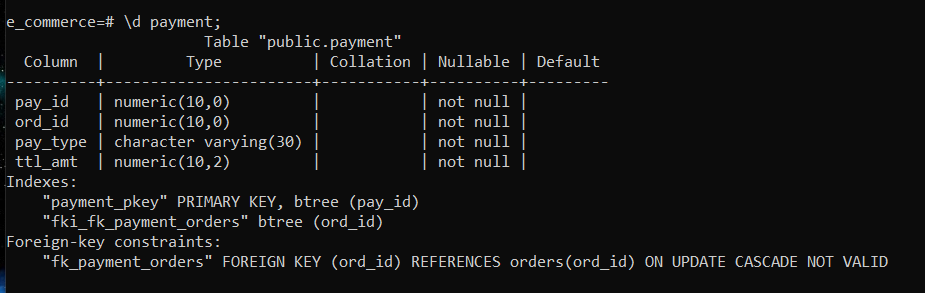 e_commerce=# \d payment;
                      Table "public.payment"
  Column  |         Type          | Collation | Nullable | Default
----------+-----------------------+-----------+----------+---------
 pay_id   | numeric(10,0)         |           | not null |
 ord_id   | numeric(10,0)         |           | not null |
 pay_type | character varying(30) |           | not null |
 ttl_amt  | numeric(10,2)         |           | not null |
Indexes:
    "payment_pkey" PRIMARY KEY, btree (pay_id)
    "fki_fk_payment_orders" btree (ord_id)
Foreign-key constraints:
    "fk_payment_orders" FOREIGN KEY (ord_id) REFERENCES orders(ord_id) ON UPDATE CASCADE NOT VALID